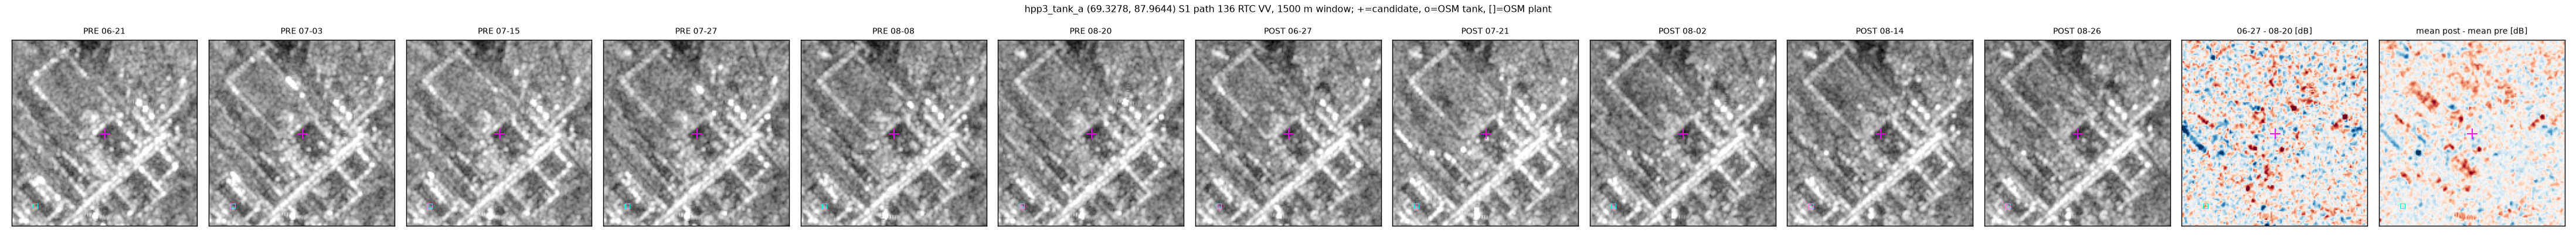 hpp3_tank_a (69.3278, 87.9644) S1 path 136 RTC VV, 1500 m window; +=candidate, o=OSM tank, []=OSM plant
PRE 06-21
PRE 07-03
PRE 07-15
PRE 07-27
PRE 08-08
PRE 08-20
POST 06-27
POST 07-21
POST 08-02
POST 08-14
POST 08-26
06-27 - 08-20 [dB]
mean post - mean pre [dB]